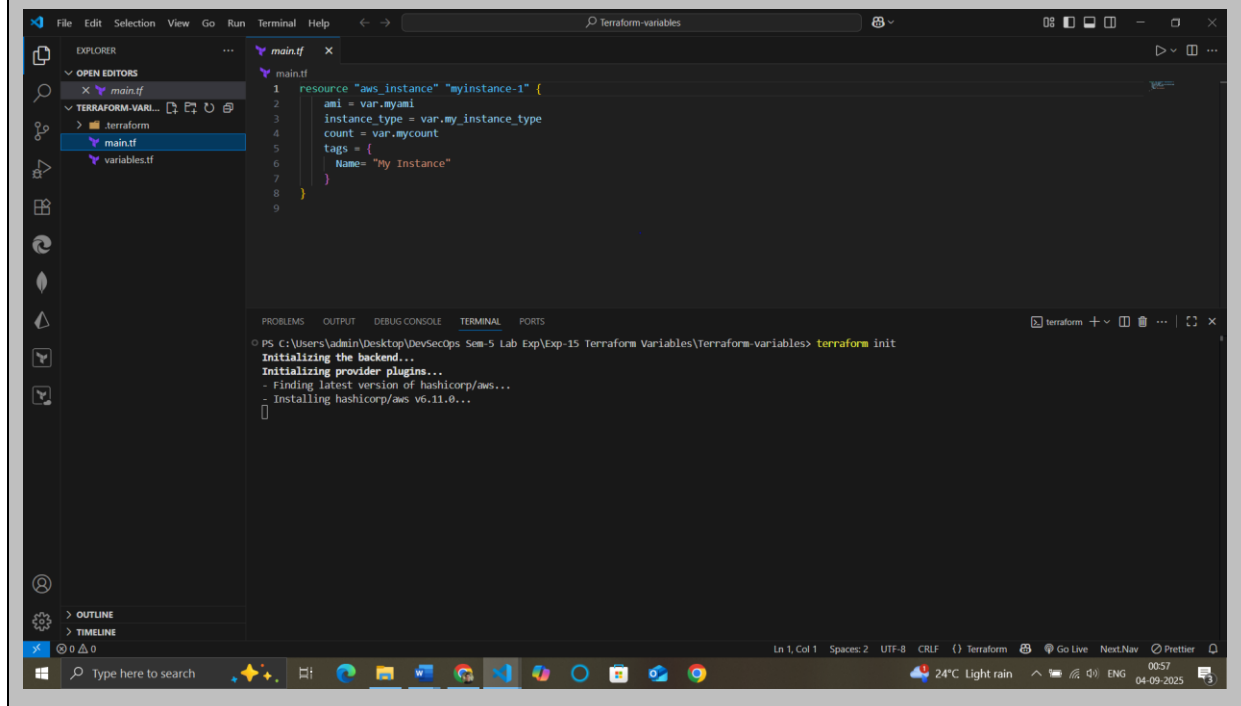 File Edit Selection View Go Run Terminal Help
Terraform-variables
EXPLORER
OPEN EDITORS
main.tf
TERRAFORM-VARI...
.terraform
main.tf
variables.tf
OUTLINE
TIMELINE
main.tf
main.tf
1 resource "aws_instance" "myinstance-1" {
2 ami = var.myami
3 instance_type = var.my_instance_type
4 count = var.mycount
5 tags = {
6 Name= "My Instance"
7 }
8 }
9
PROBLEMS OUTPUT DEBUG CONSOLE TERMINAL PORTS
terraform
PS C:\Users\admin\Desktop\DevSecOps Sem-5 Lab Exp\Exp-15 Terraform Variables\Terraform-variables> terraform init
Initializing the backend...
Initializing provider plugins...
- Finding latest version of hashicorp/aws...
- Installing hashicorp/aws v6.11.0...
0 0 Ln 1, Col 1 Spaces: 2 UTF-8 CRLF {} Terraform Go Live Next.Nav Prettier
Type here to search 24°C Light rain ENG 00:57
04-09-2025
3